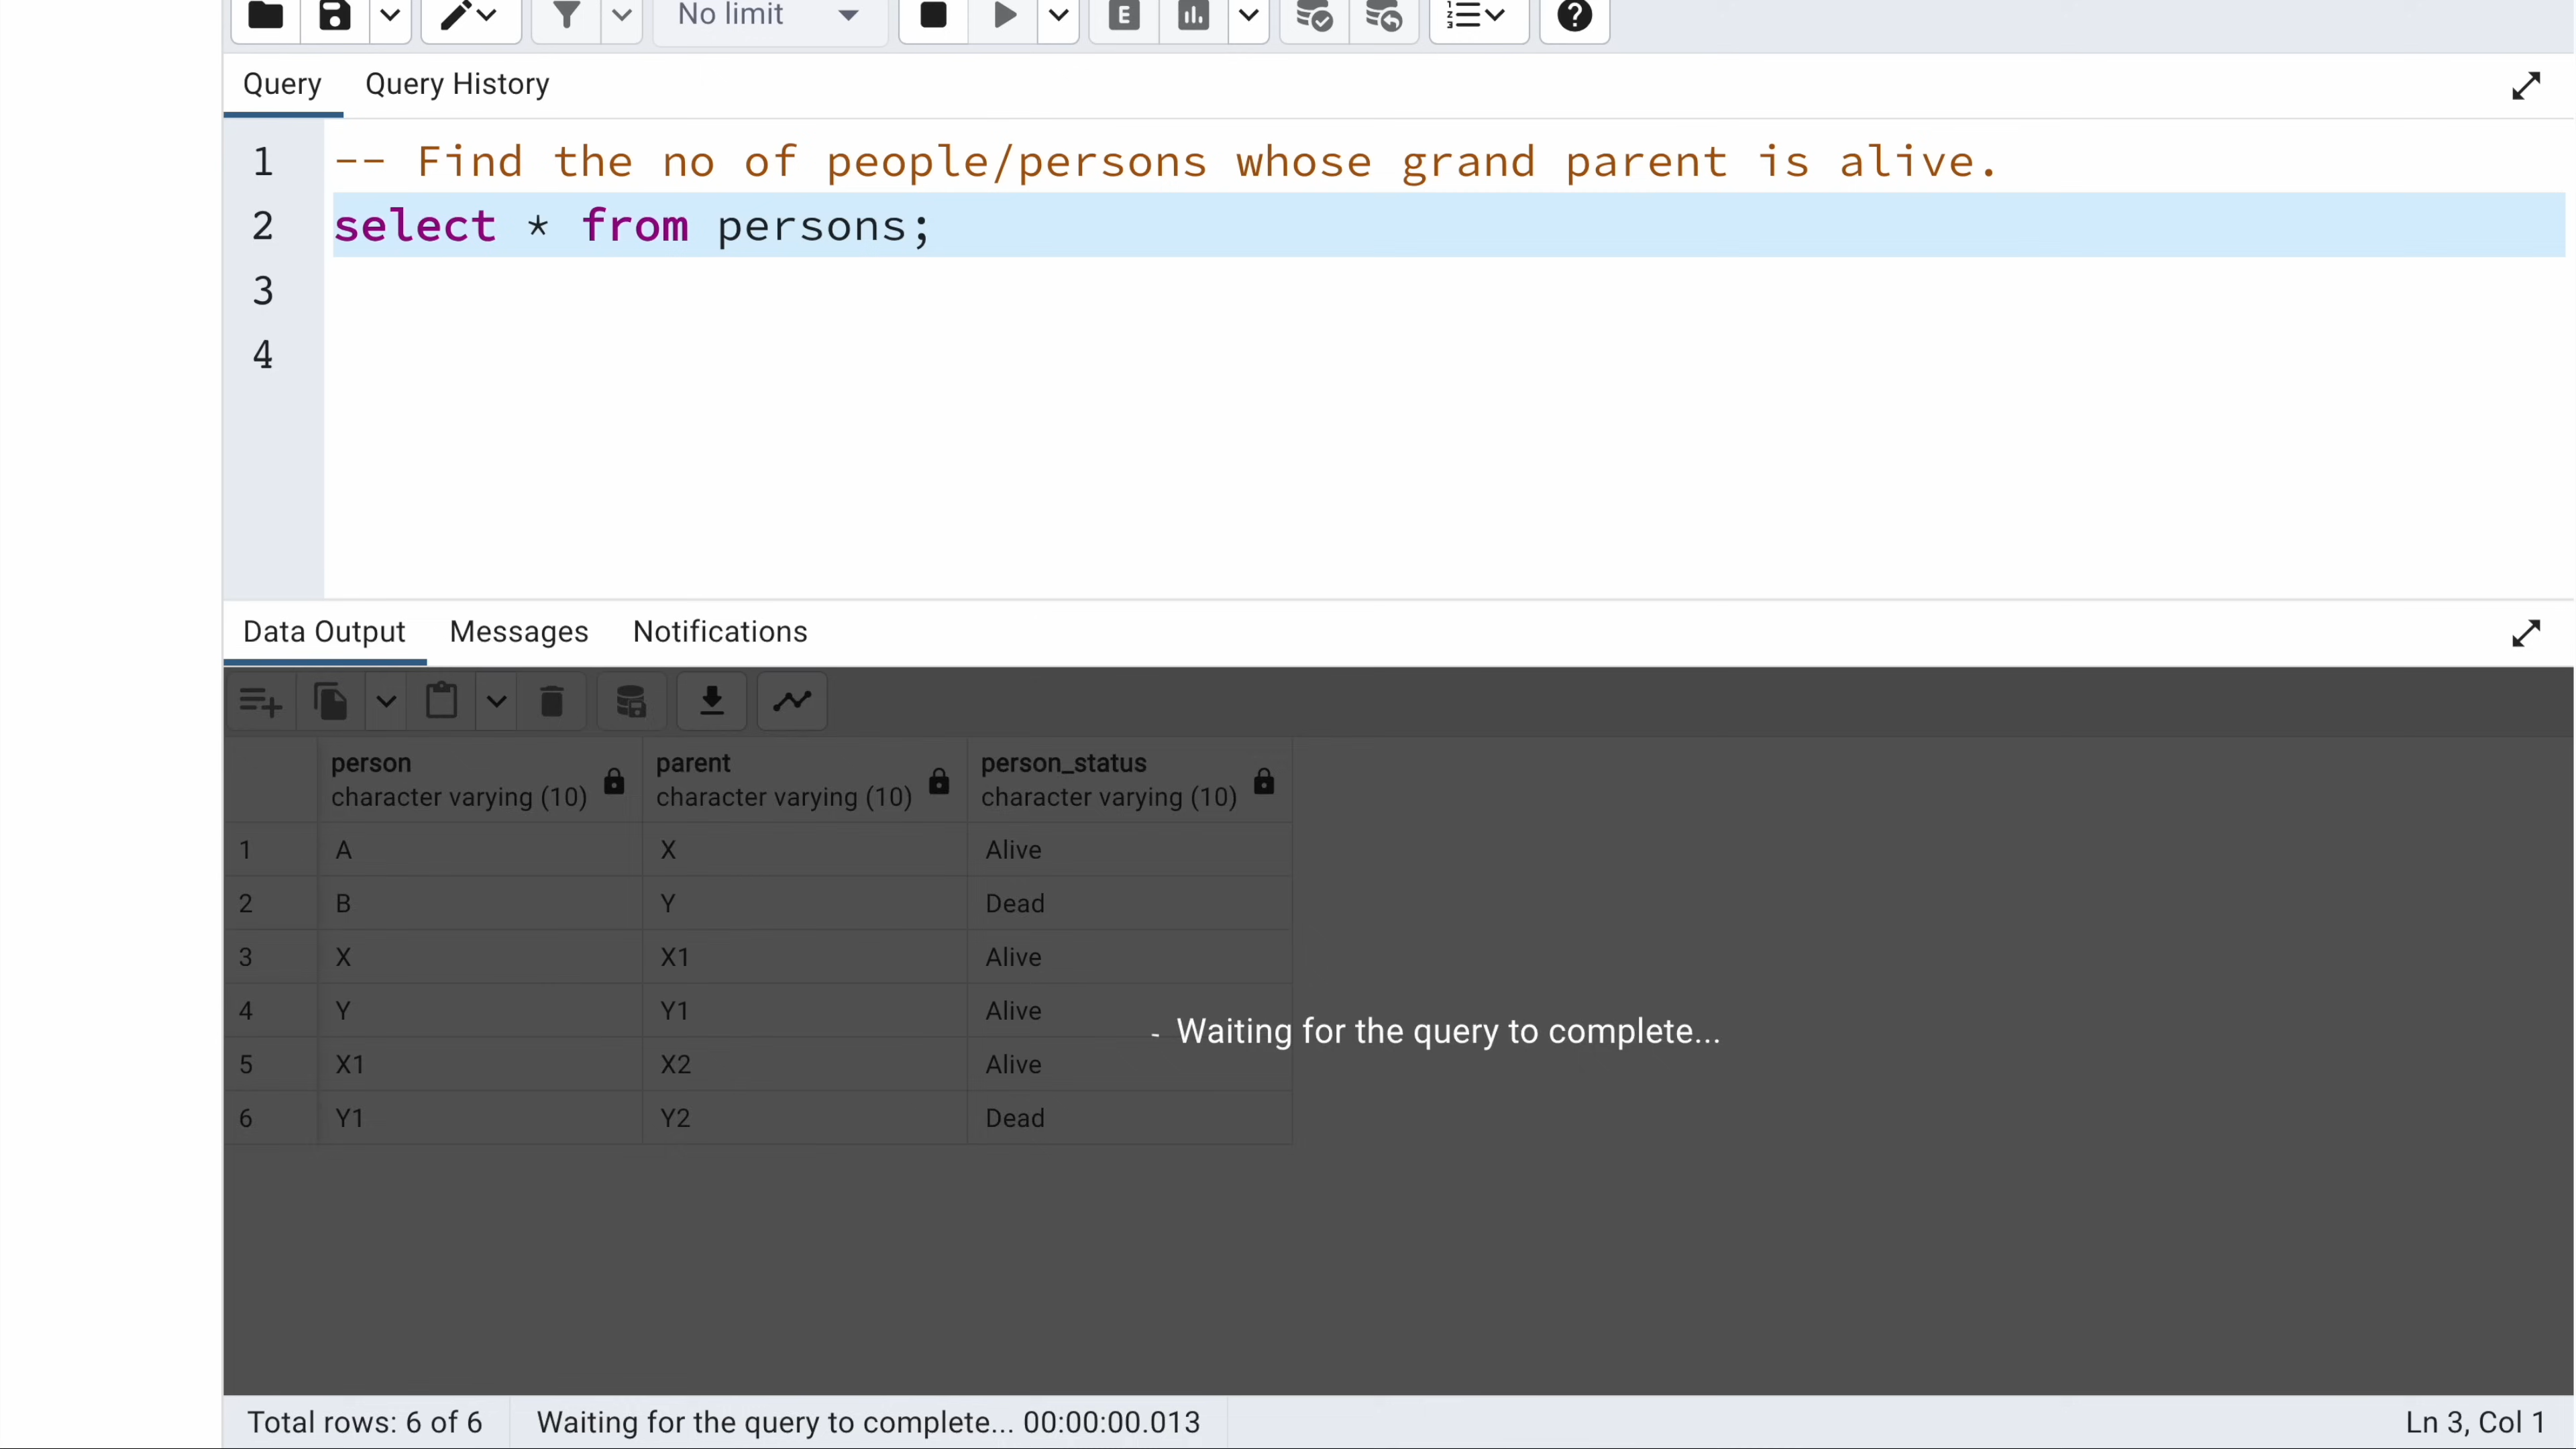 No limit
E
Query Query History
1 -- Find the no of people/persons whose grand parent is alive.
2 select * from persons;
3
4
Data Output Messages Notifications
person parent person_status
character varying (10) character varying (10) character varying (10)
1 A X Alive
2 B Y Dead
3 X X1 Alive
4 Y Y1 Alive
- Waiting for the query to complete...
5 X1 X2 Alive
6 Y1 Y2 Dead
Total rows: 6 of 6 Waiting for the query to complete... 00:00:00.013 Ln 3, Col 1